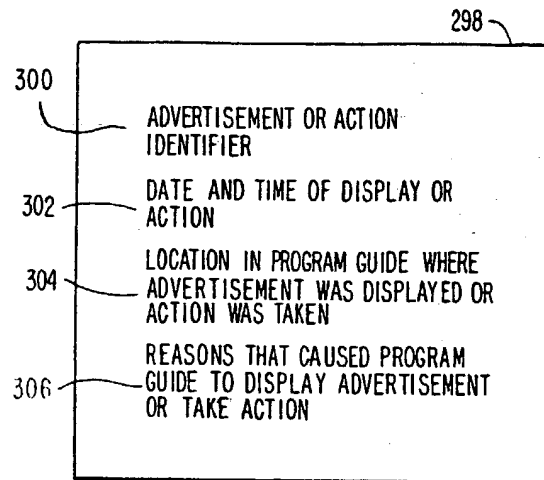 298
300
ADVERTISEMENT OR ACTION
IDENTIFIER
302
DATE AND TIME OF DISPLAY OR
ACTION
304
LOCATION IN PROGRAM GUIDE WHERE
ADVERTISEMENT WAS DISPLAYED OR
ACTION WAS TAKEN
306
REASONS THAT CAUSED PROGRAM
GUIDE TO DISPLAY ADVERTISEMENT
OR TAKE ACTION